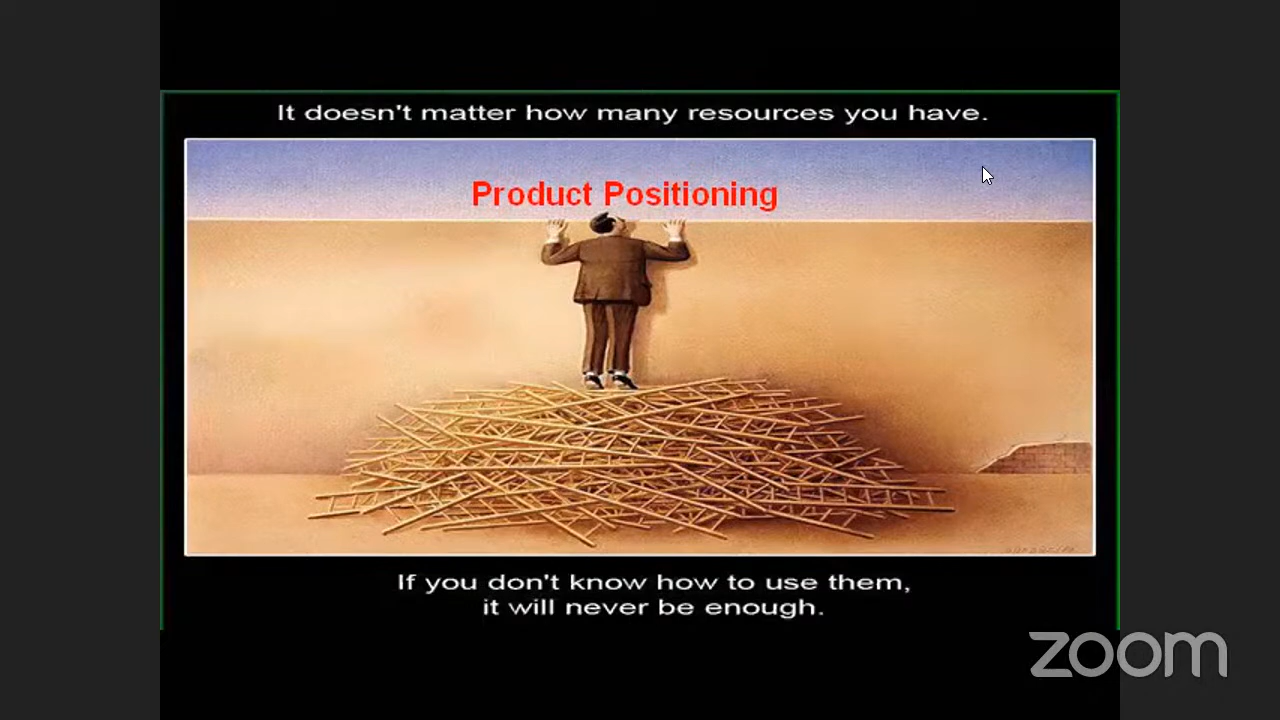 It doesn't matter how many resources you have.
Product Positioning
If you don't know how to use them,
it will never be enough.
zoom